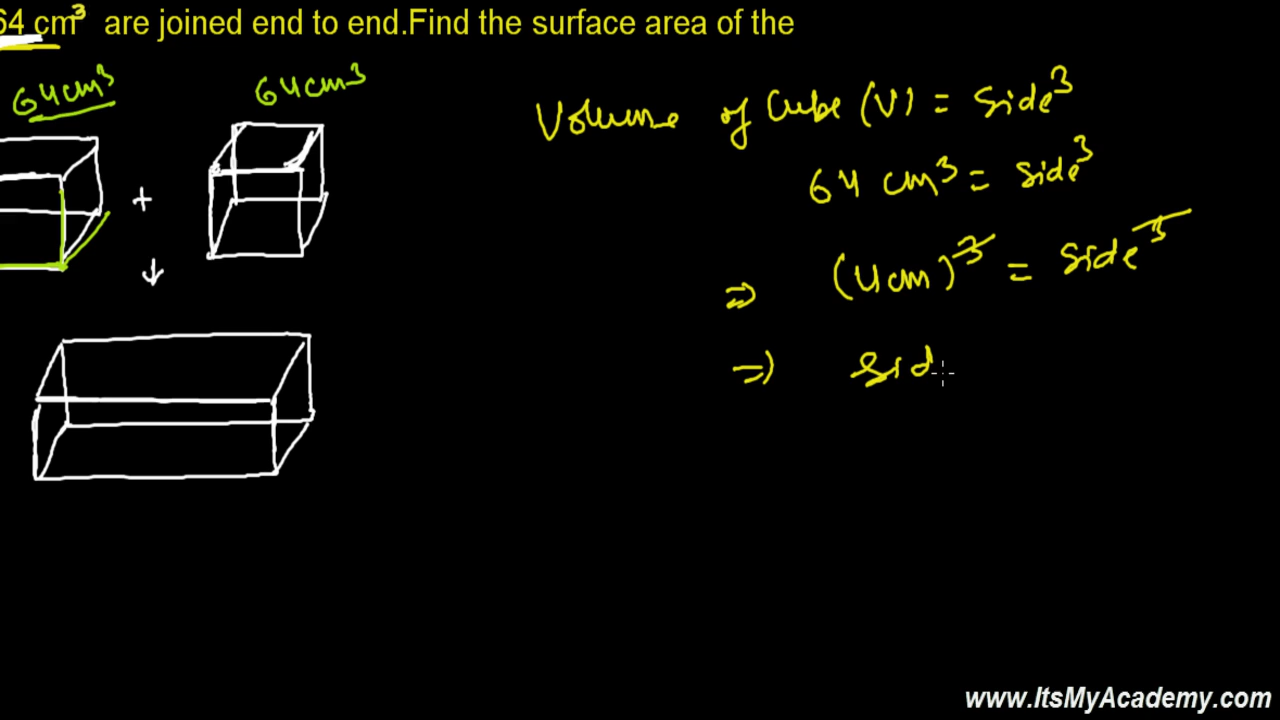 64 cm³ are joined end to end.Find the surface area of the
64cm³
64cm³
+
↓
Volume of Cube (V) = Side³
64 cm³ = side³
⇒ (4cm)³ = side³
⇒ Sid
www.ItsMyAcademy.com